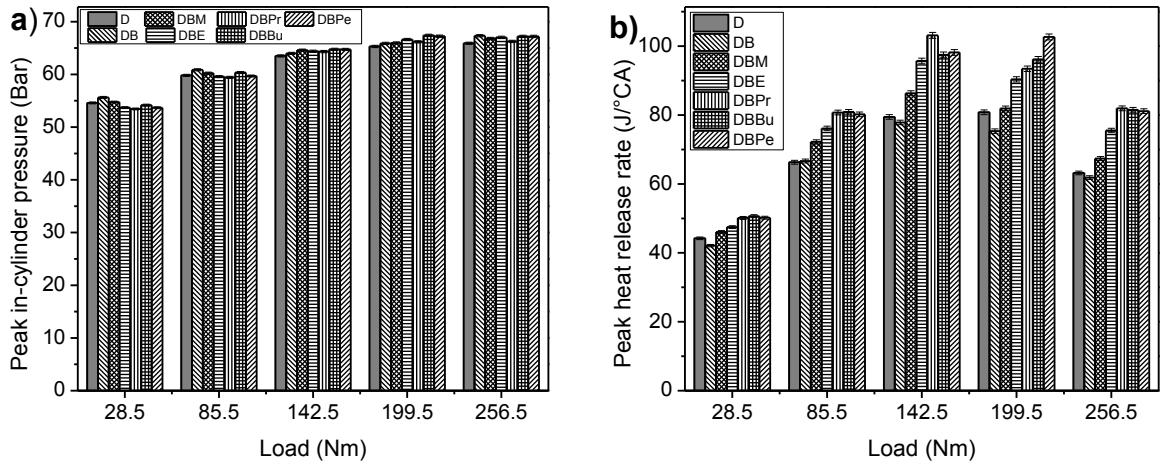 a)
D DBM DBPr DBPe
DB DBE DBBu
Peak in-cylinder pressure (Bar)
70
60
50
40
30
20
10
0
28.5 85.5 142.5 199.5 256.5
Load (Nm)
b)
D
DB
DBM
DBE
DBPr
DBBu
DBPe
Peak heat release rate (J/°CA)
100
80
60
40
20
0
28.5 85.5 142.5 199.5 256.5
Load (Nm)